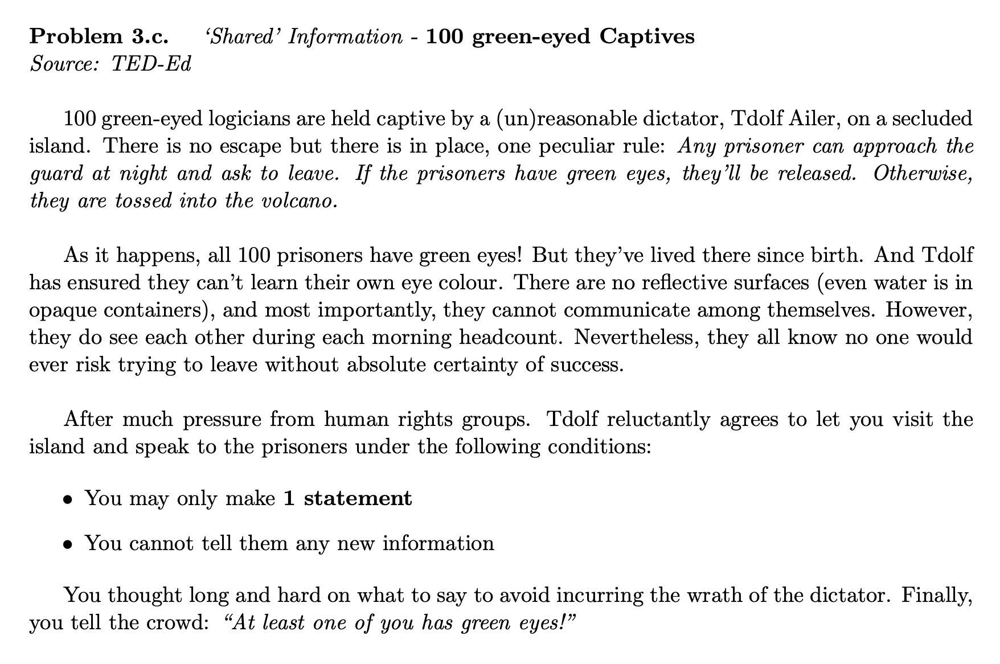 Problem 3.c. ‘Shared’ Information - 100 green-eyed Captives
Source: TED-Ed
100 green-eyed logicians are held captive by a (un)reasonable dictator, Tdolf Ailer, on a secluded
island. There is no escape but there is in place, one peculiar rule: Any prisoner can approach the
guard at night and ask to leave. If the prisoners have green eyes, they’ll be released. Otherwise,
they are tossed into the volcano.
As it happens, all 100 prisoners have green eyes! But they’ve lived there since birth. And Tdolf
has ensured they can’t learn their own eye colour. There are no reflective surfaces (even water is in
opaque containers), and most importantly, they cannot communicate among themselves. However,
they do see each other during each morning headcount. Nevertheless, they all know no one would
ever risk trying to leave without absolute certainty of success.
After much pressure from human rights groups. Tdolf reluctantly agrees to let you visit the
island and speak to the prisoners under the following conditions:
• You may only make 1 statement
• You cannot tell them any new information
You thought long and hard on what to say to avoid incurring the wrath of the dictator. Finally,
you tell the crowd: “At least one of you has green eyes!”